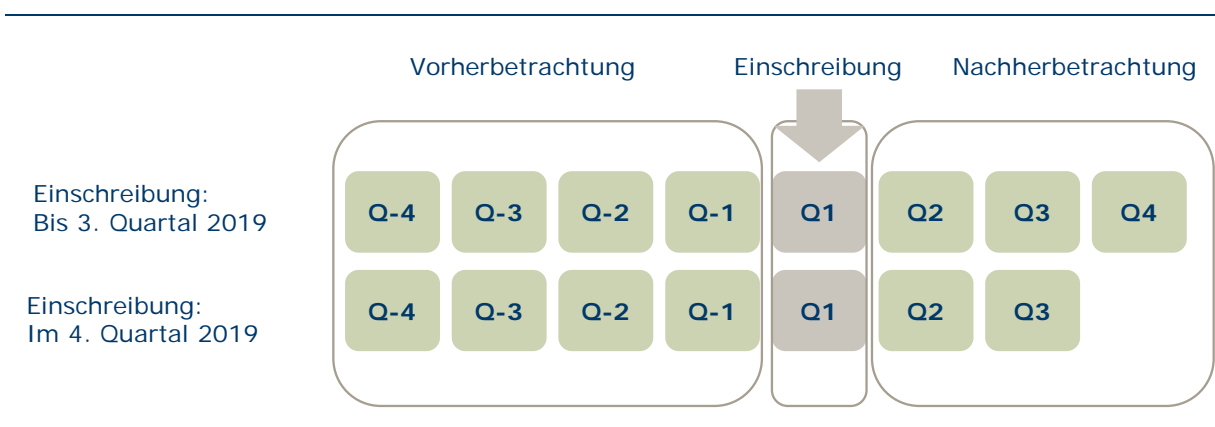 Vorherbetrachtung Einschreibung Nachherbetrachtung
Einschreibung:
Bis 3. Quartal 2019
Q-4 Q-3 Q-2 Q-1 Q1 Q2 Q3 Q4
Einschreibung:
Im 4. Quartal 2019
Q-4 Q-3 Q-2 Q-1 Q1 Q2 Q3